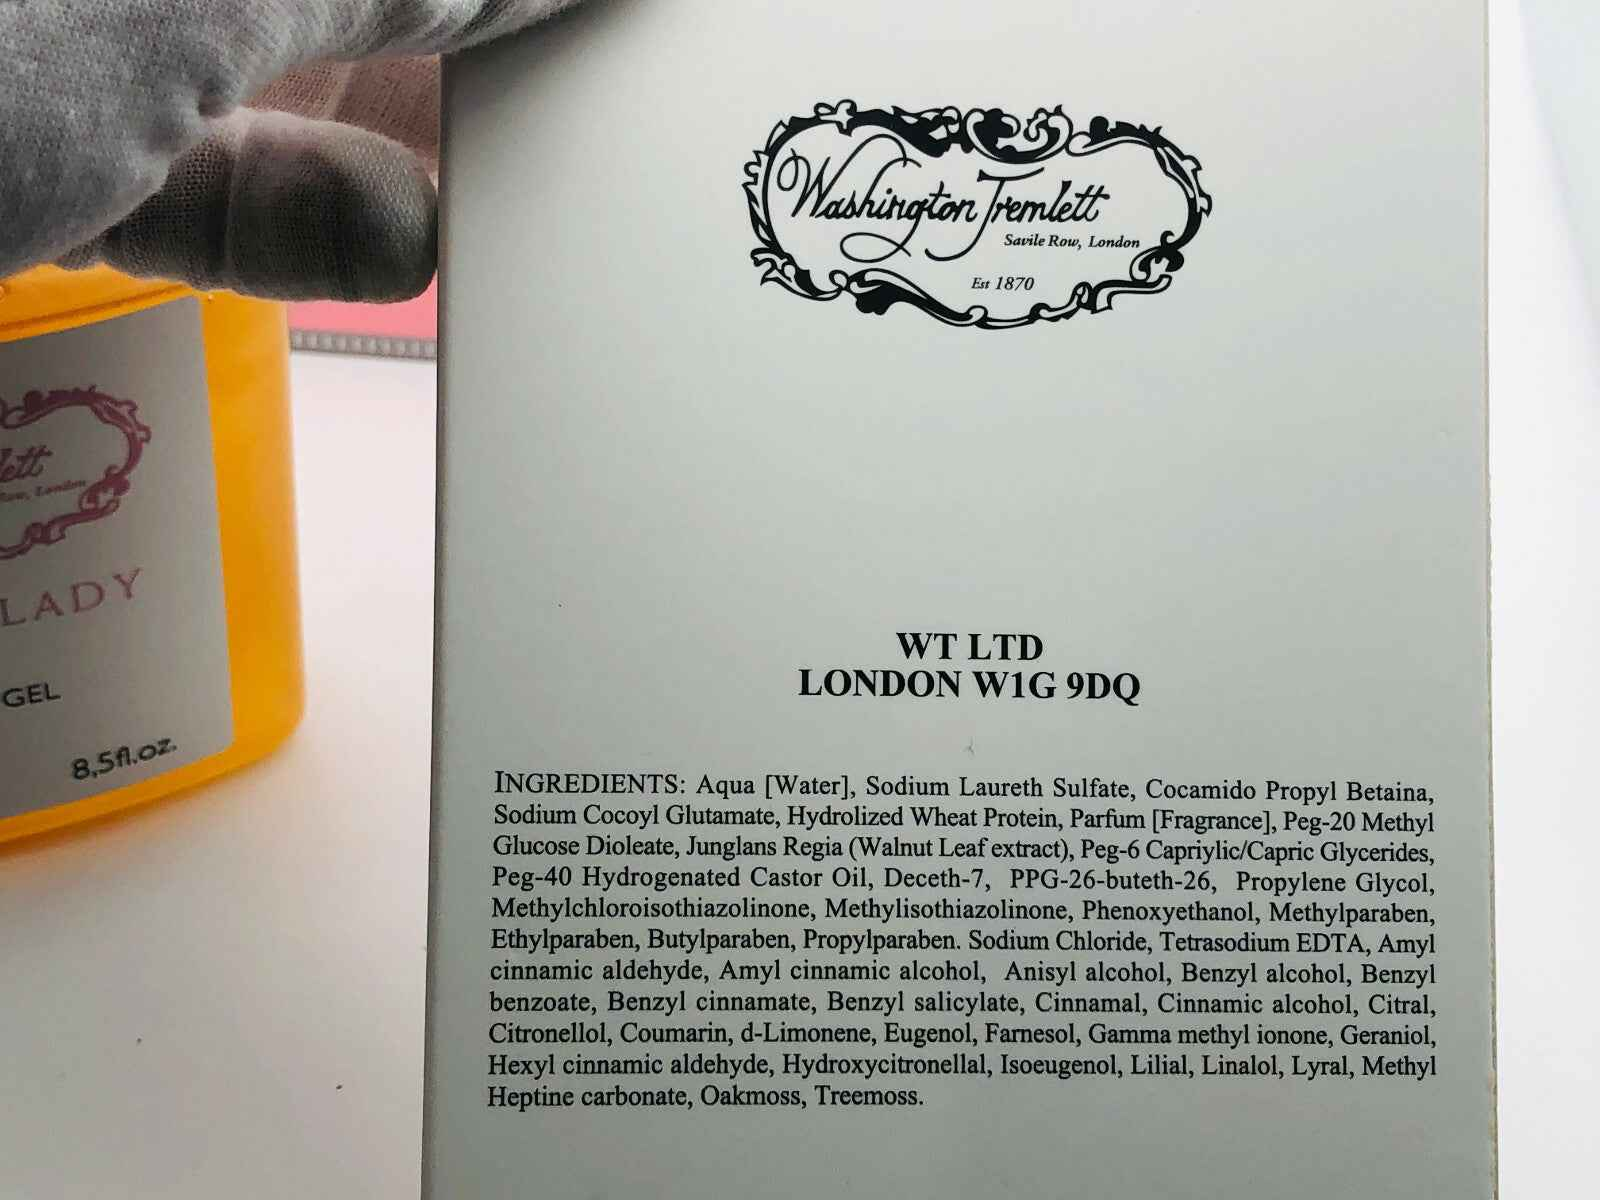 Washington Tremlett
Savile Row, London
Est 1870
WT LTD
LONDON W1G 9DQ
INGREDIENTS: Aqua [Water], Sodium Laureth Sulfate, Cocamido Propyl Betaina,
Sodium Cocoyl Glutamate, Hydrolized Wheat Protein, Parfum [Fragrance], Peg-20 Methyl
Glucose Dioleate, Junglans Regia (Walnut Leaf extract), Peg-6 Capriylic/Capric Glycerides,
Peg-40 Hydrogenated Castor Oil, Deceth-7, PPG-26-buteth-26, Propylene Glycol,
Methylchloroisothiazolinone, Methylisothiazolinone, Phenoxyethanol, Methylparaben,
Ethylparaben, Butylparaben, Propylparaben. Sodium Chloride, Tetrasodium EDTA, Amyl
cinnamic aldehyde, Amyl cinnamic alcohol, Anisyl alcohol, Benzyl alcohol, Benzyl
benzoate, Benzyl cinnamate, Benzyl salicylate, Cinnamal, Cinnamic alcohol, Citral,
Citronellol, Coumarin, d-Limonene, Eugenol, Farnesol, Gamma methyl ionone, Geraniol,
Hexyl cinnamic aldehyde, Hydroxycitronellal, Isoeugenol, Lilial, Linalol, Lyral, Methyl
Heptine carbonate, Oakmoss, Treemoss.
lett
Row, London
LADY
GEL
8,5fl.oz.